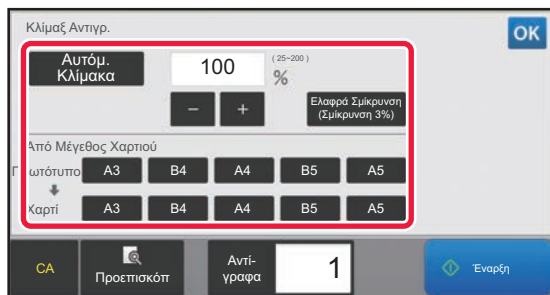 Κλίμαξ Αντιγρ.
OK
Αυτόμ.
Κλίμακα
100
(25~200)
%
−
+
Ελαφρά Σμίκρυνση
(Σμίκρυνση 3%)
Από Μέγεθος Χαρτιού
Πρωτότυπο A3 B4 A4 B5 A5
Χαρτί A3 B4 A4 B5 A5
CA
Προεπισκόπ
Αντί-
γραφα
1
Έναρξη